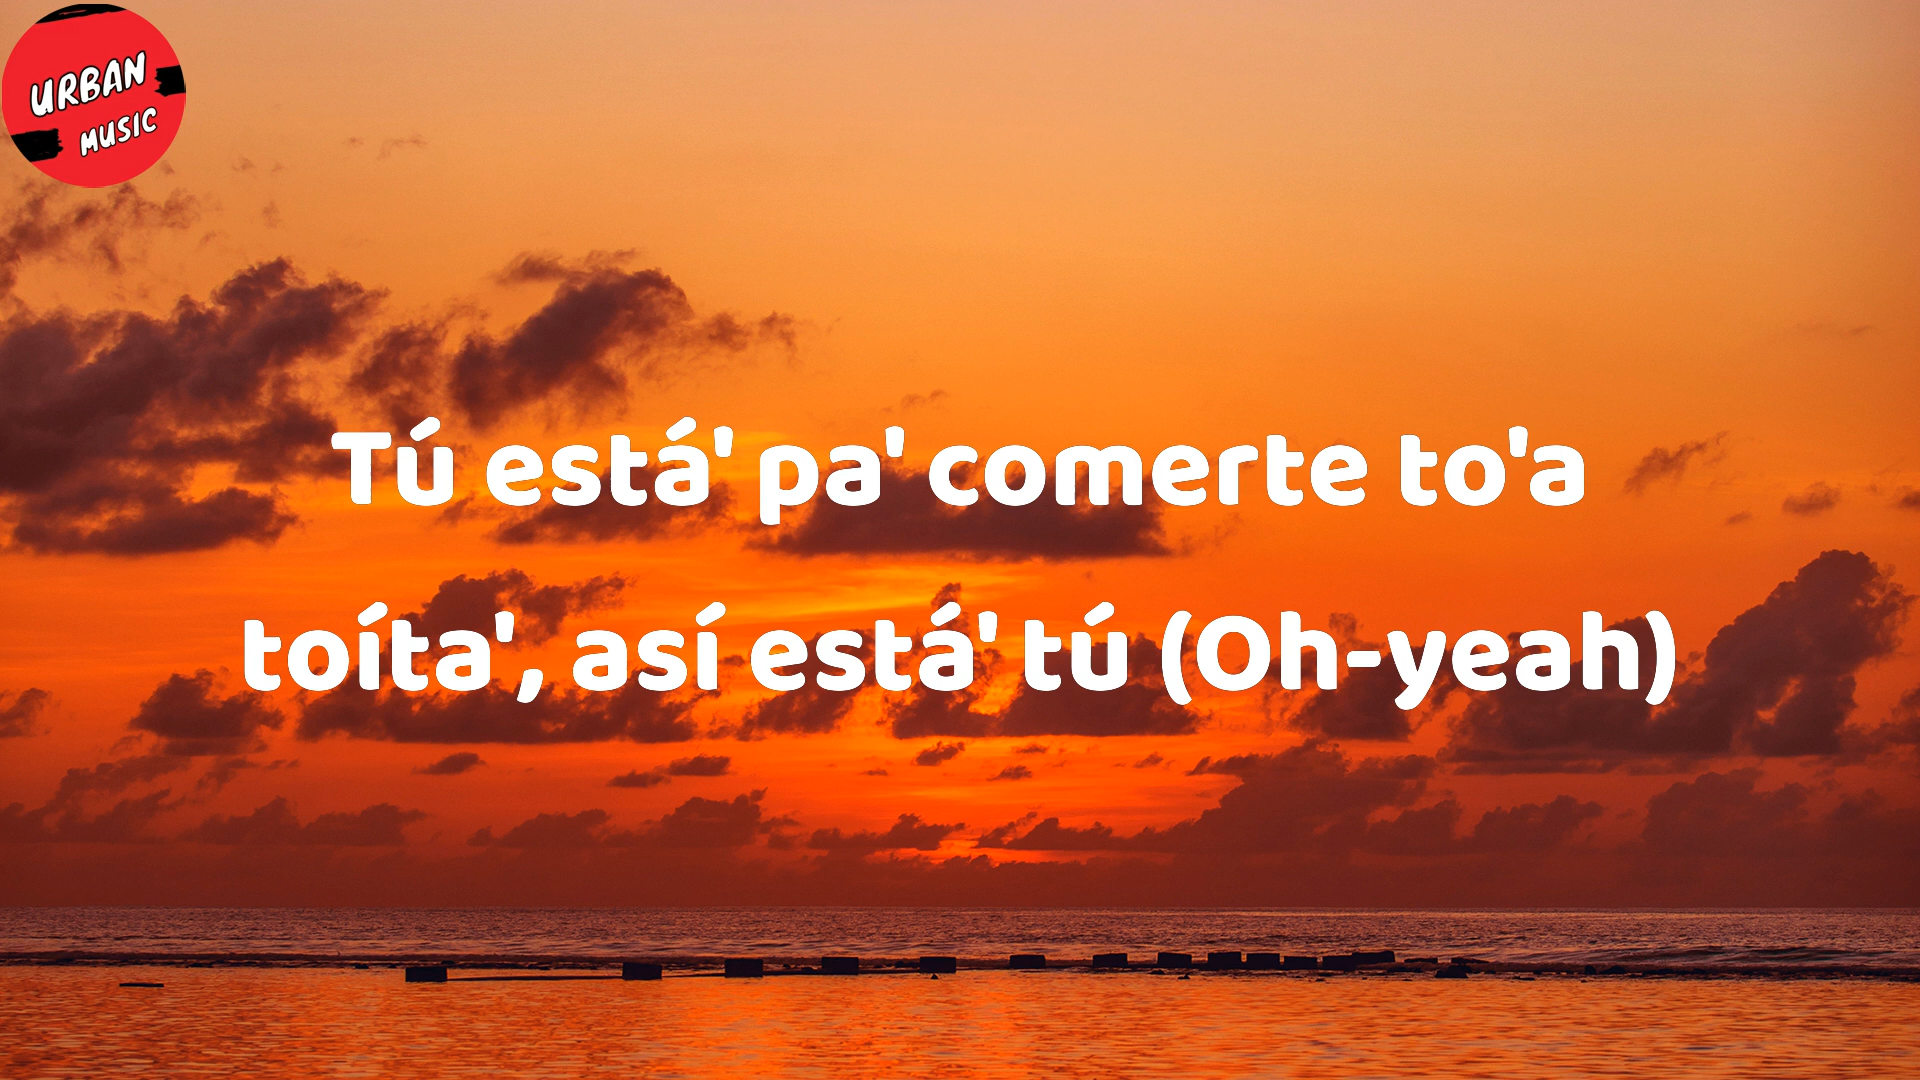 URBAN
MUSIC
Tú está' pa' comerte to'a
toíta', así está' tú (Oh-yeah)